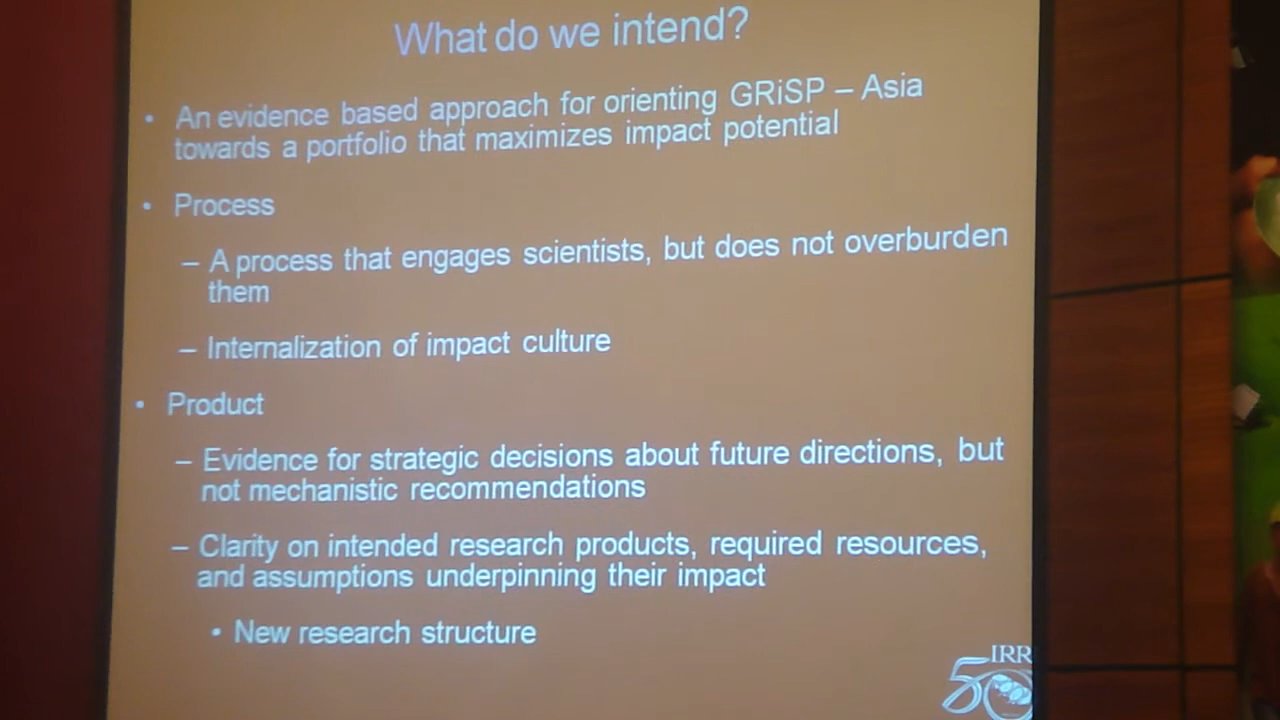 What do we intend?
• An evidence based approach for orienting GRiSP – Asia
towards a portfolio that maximizes impact potential
• Process
– A process that engages scientists, but does not overburden
them
– Internalization of impact culture
• Product
– Evidence for strategic decisions about future directions, but
not mechanistic recommendations
– Clarity on intended research products, required resources,
and assumptions underpinning their impact
• New research structure
IRR
50